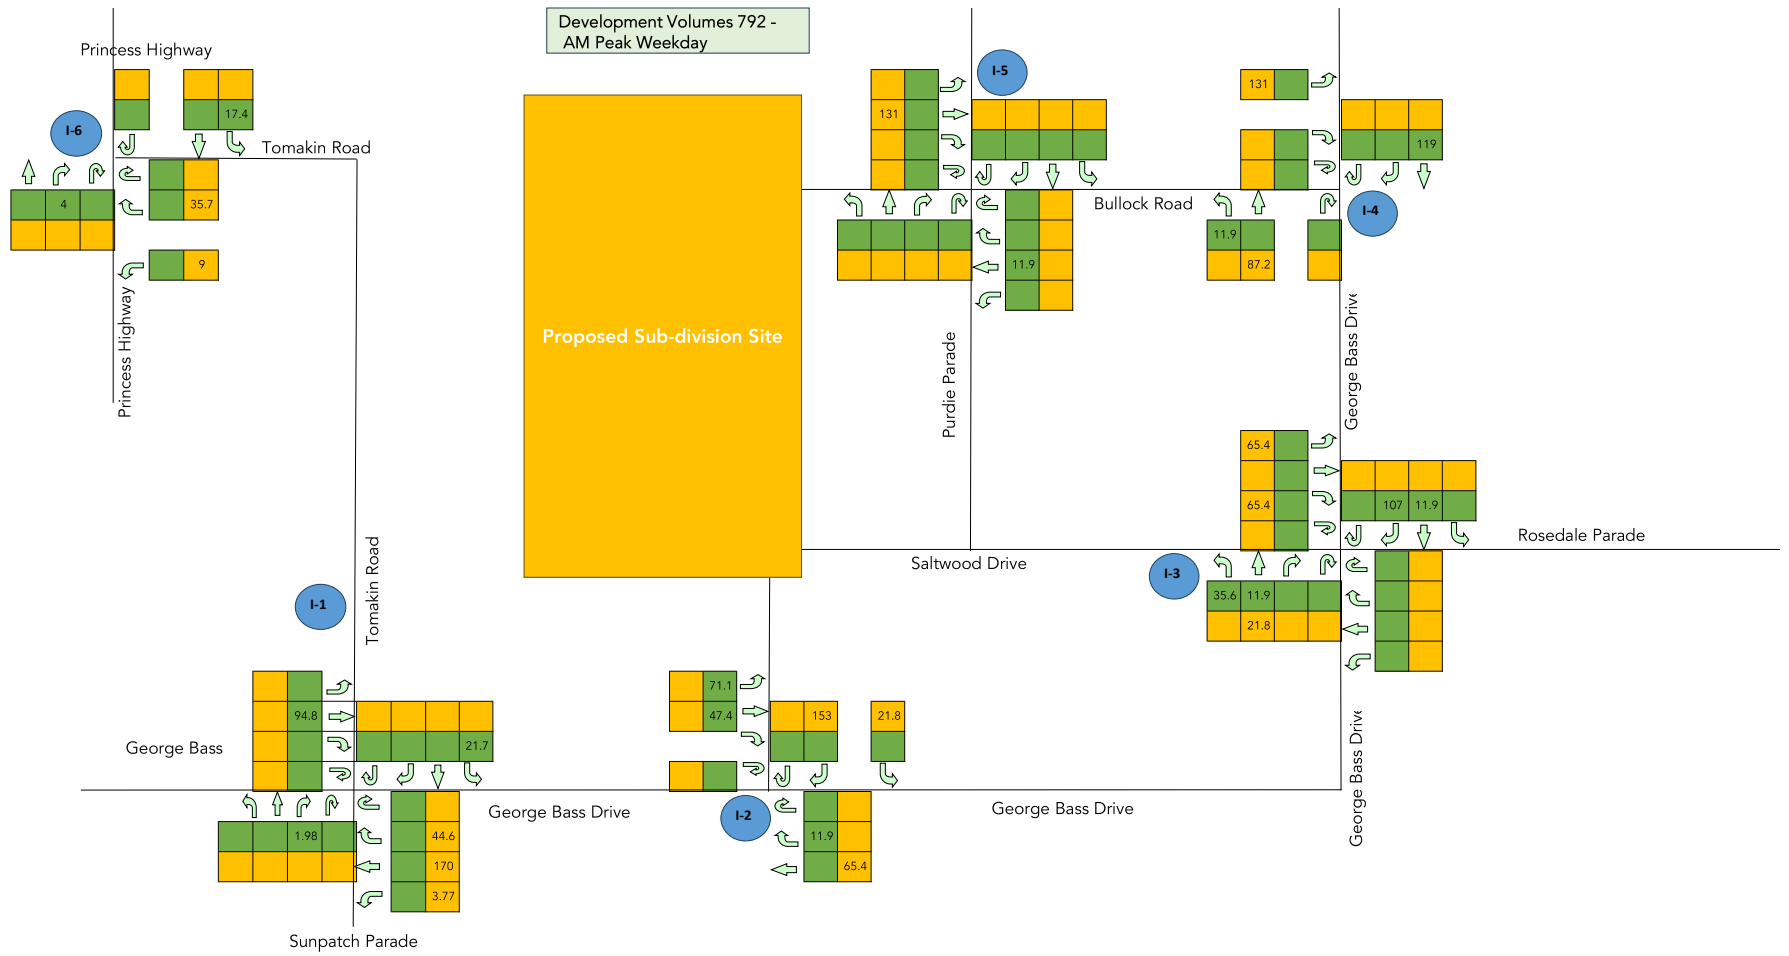 Development Volumes 792 -
AM Peak Weekday
Princess Highway
I-6
17.4
Tomakin Road
4
35.7
9
Princess Highway
I-5
131
11.9
Bullock Road
Purdie Parade
131
119
I-4
11.9
87.2
George Bass Drive
Proposed Sub-division Site
65.4
65.4
107
11.9
Rosedale Parade
Saltwood Drive
I-3
35.6
11.9
21.8
Tomakin Road
I-1
94.8
21.7
George Bass
1.98
44.6
170
3.77
George Bass Drive
Sunpatch Parade
71.1
47.4
153
21.8
I-2
11.9
65.4
George Bass Drive
George Bass Drive